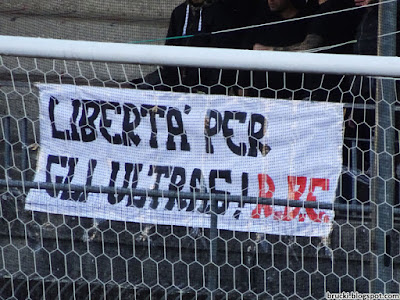 LIBERTA' PER
GLI ULTRAS! R.B.E.
brucki.blogspot.com